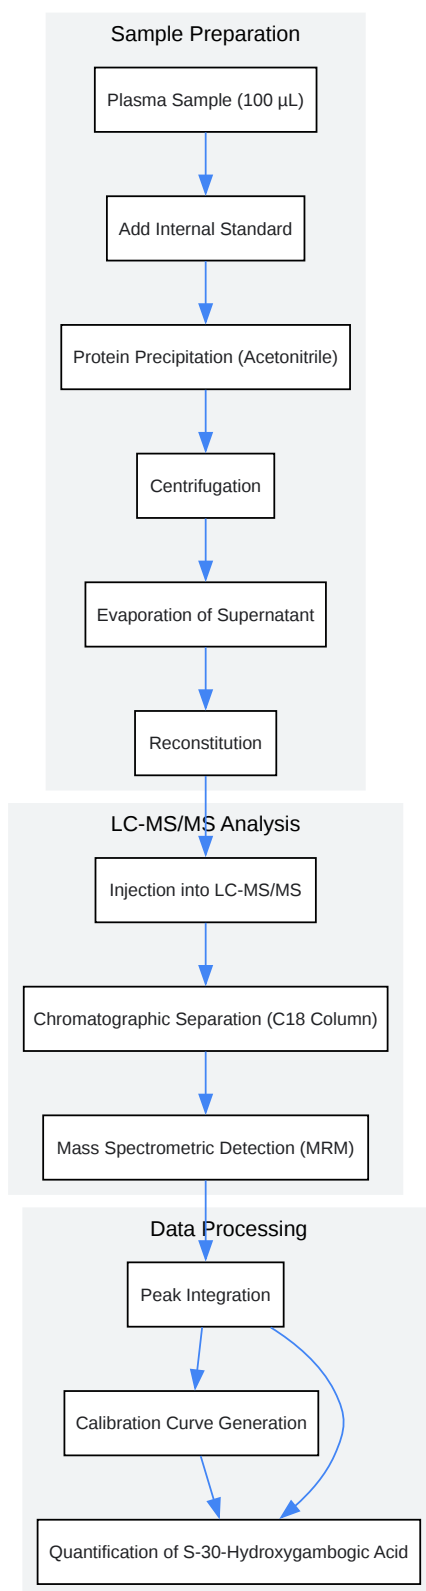 Sample Preparation
Plasma Sample (100 µL)
Add Internal Standard
Protein Precipitation (Acetonitrile)
Centrifugation
Evaporation of Supernatant
Reconstitution
LC-MS/MS Analysis
Injection into LC-MS/MS
Chromatographic Separation (C18 Column)
Mass Spectrometric Detection (MRM)
Data Processing
Peak Integration
Calibration Curve Generation
Quantification of S-30-Hydroxygambogic Acid